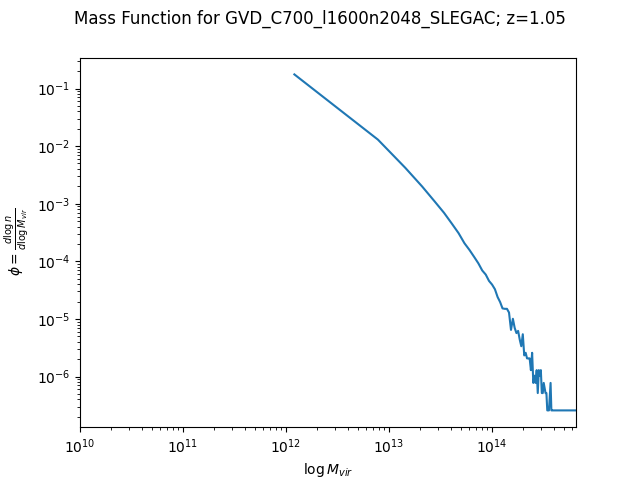 Mass Function for GVD_C700_l1600n2048_SLEGAC; z=1.05
10⁻¹
10⁻²
10⁻³
10⁻⁴
10⁻⁵
10⁻⁶
ϕ = d log n / d log M_vir
10¹⁰ 10¹¹ 10¹² 10¹³ 10¹⁴
log M_vir